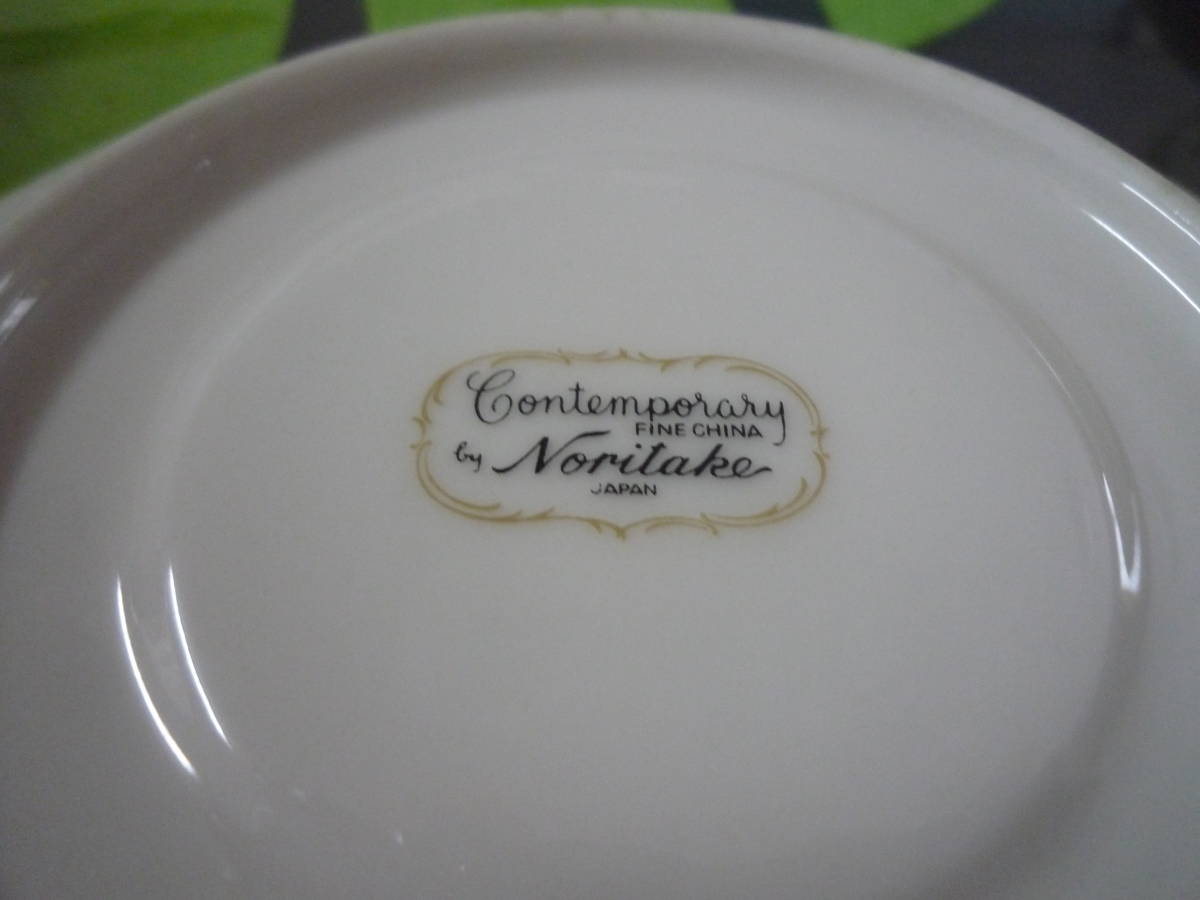 Contemporary
FINE CHINA
by Noritake
JAPAN